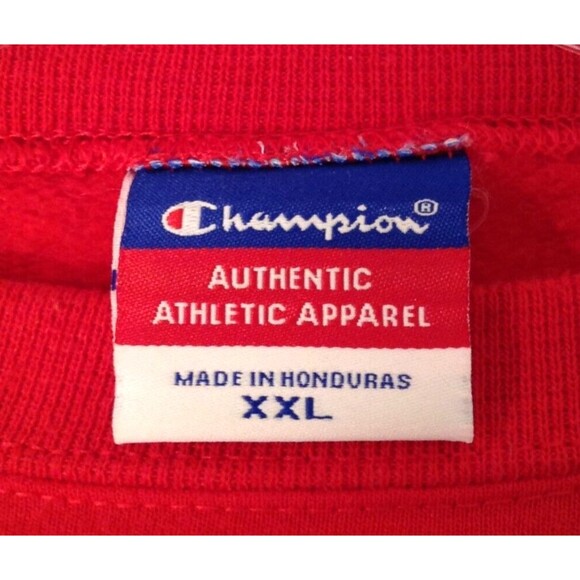 Champion®
AUTHENTIC
ATHLETIC APPAREL
MADE IN HONDURAS
XXL